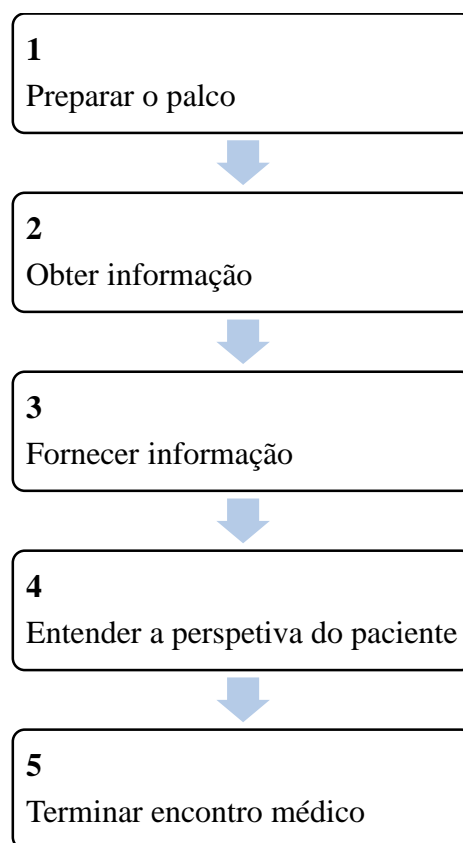 1
Preparar o palco
2
Obter informação
3
Fornecer informação
4
Entender a perspetiva do paciente
5
Terminar encontro médico